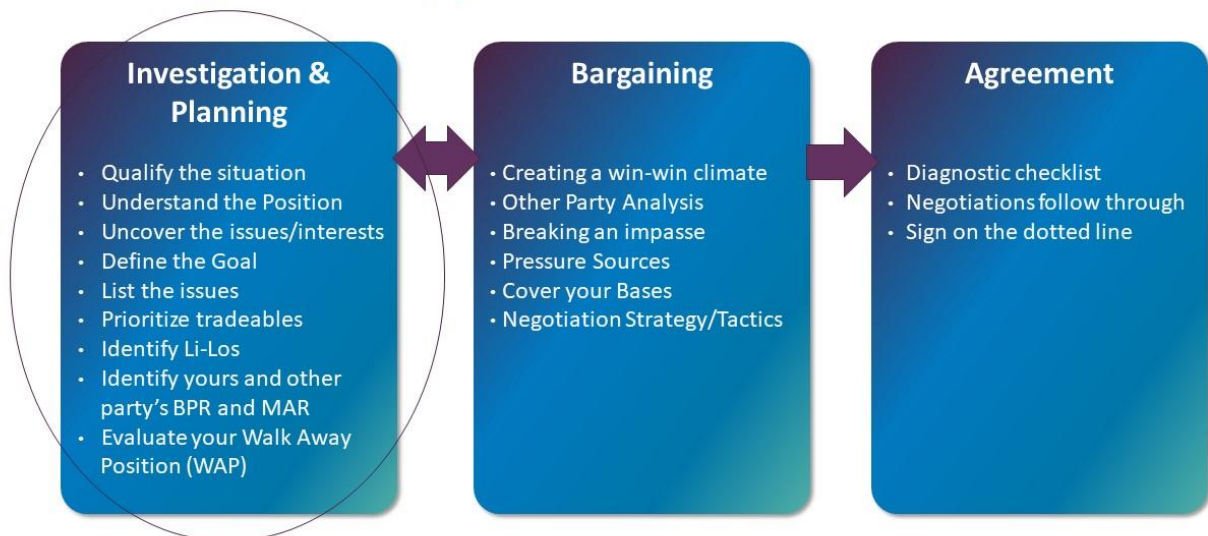 Investigation &
Planning
• Qualify the situation
• Understand the Position
• Uncover the issues/interests
• Define the Goal
• List the issues
• Prioritize tradeables
• Identify Li-Los
• Identify yours and other
party's BPR and MAR
• Evaluate your Walk Away
Position (WAP)
Bargaining
• Creating a win-win climate
• Other Party Analysis
• Breaking an impasse
• Pressure Sources
• Cover your Bases
• Negotiation Strategy/Tactics
Agreement
• Diagnostic checklist
• Negotiations follow through
• Sign on the dotted line